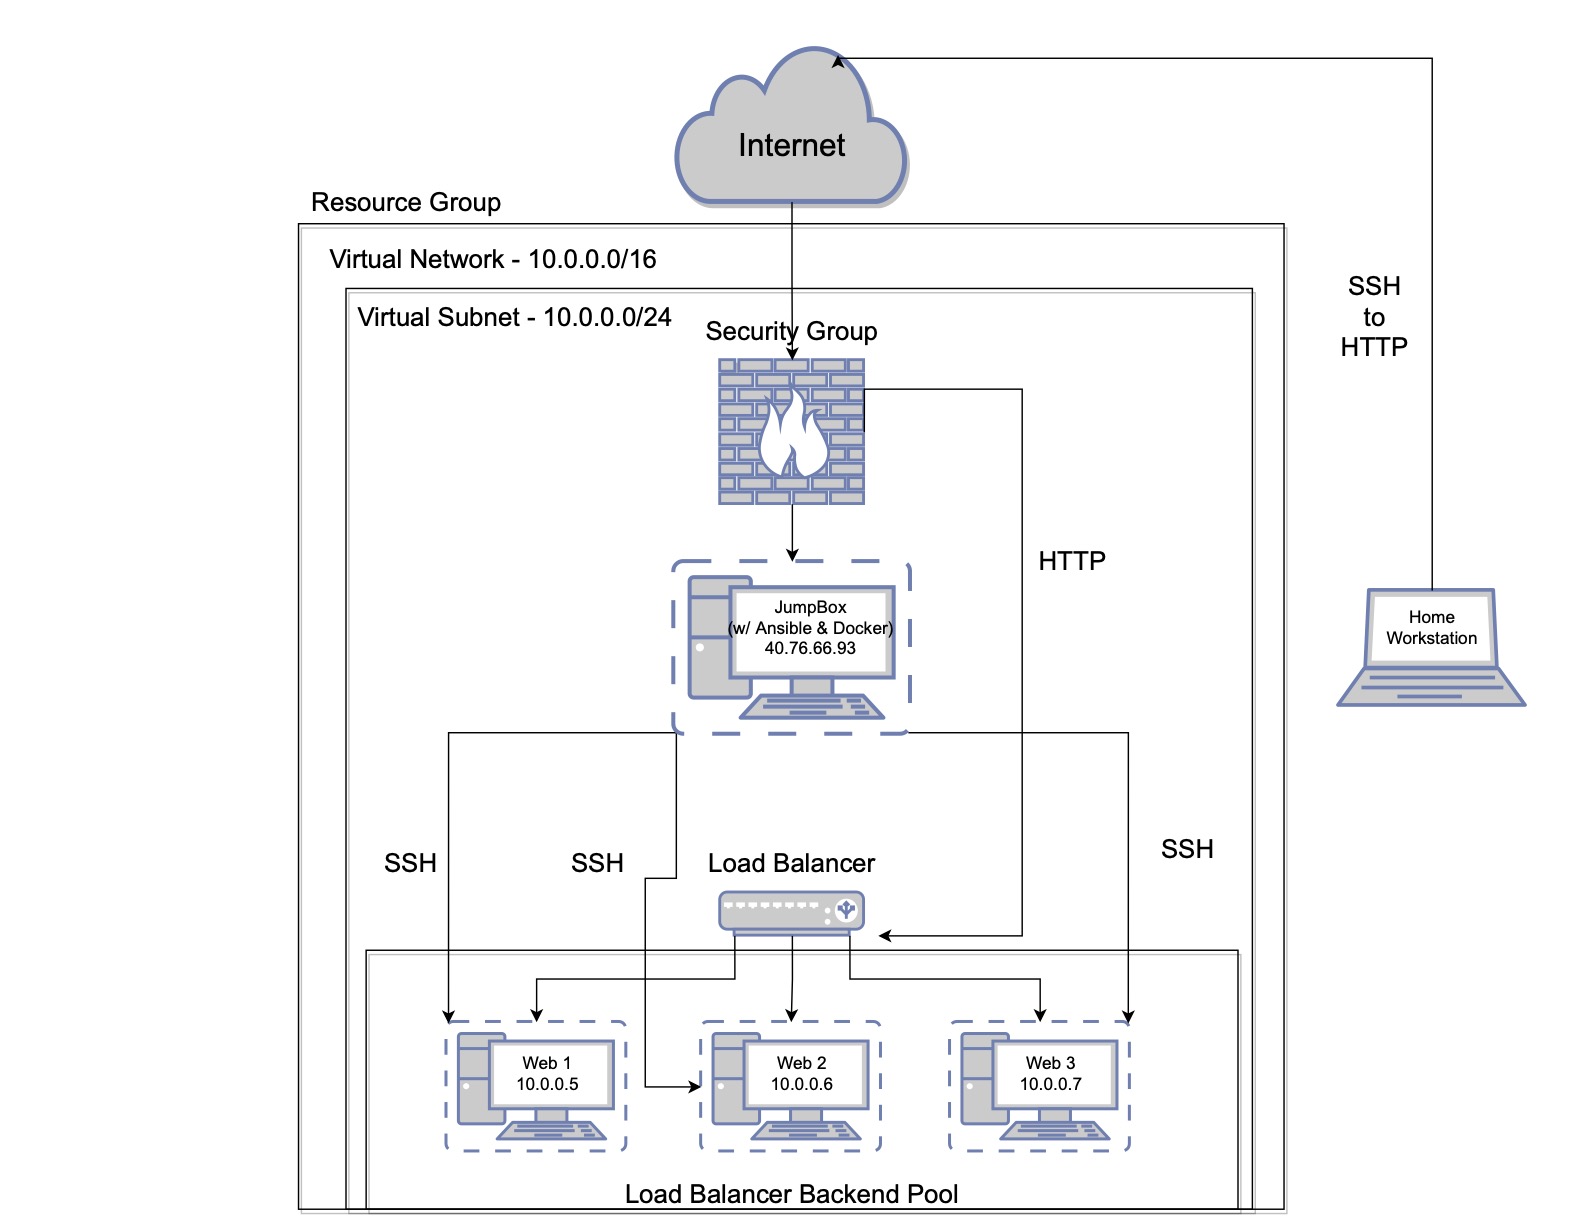 Internet
Resource Group
Virtual Network - 10.0.0.0/16
Virtual Subnet - 10.0.0.0/24
Security Group
SSH
to
HTTP
HTTP
JumpBox
(w/ Ansible & Docker)
40.76.66.93
Home
Workstation
SSH
SSH
Load Balancer
SSH
Web 1
10.0.0.5
Web 2
10.0.0.6
Web 3
10.0.0.7
Load Balancer Backend Pool